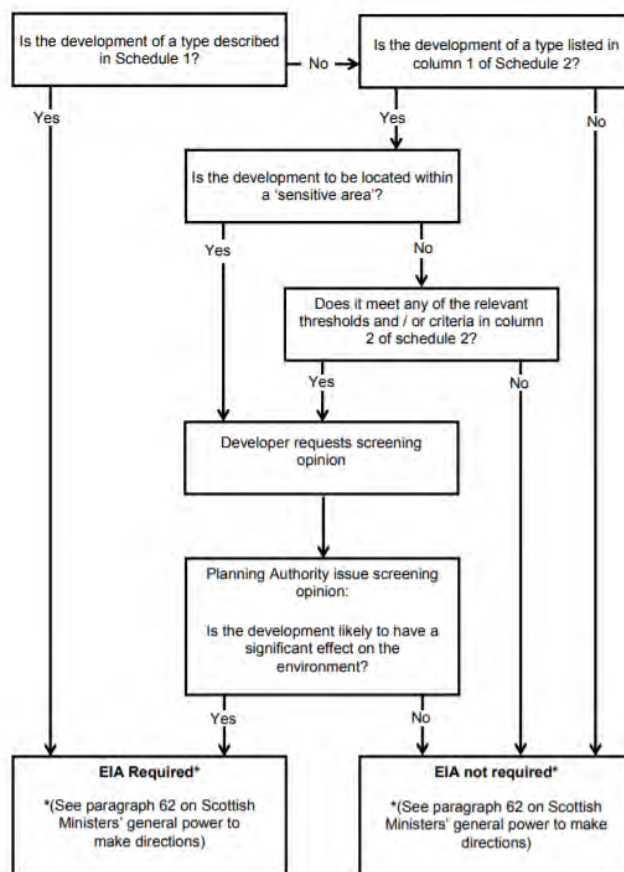 Is the development of a type described
in Schedule 1?
No
Is the development of a type listed in
column 1 of Schedule 2?
Yes
Yes
No
Is the development to be located within
a ‘sensitive area’?
Yes
No
Does it meet any of the relevant
thresholds and / or criteria in column
2 of schedule 2?
Yes
No
Developer requests screening
opinion
Planning Authority issue screening
opinion:
Is the development likely to have a
significant effect on the
environment?
Yes
No
EIA Required*
*(See paragraph 62 on Scottish
Ministers’ general power to
make directions)
EIA not required*
*(See paragraph 62 on Scottish
Ministers’ general power to
make directions)